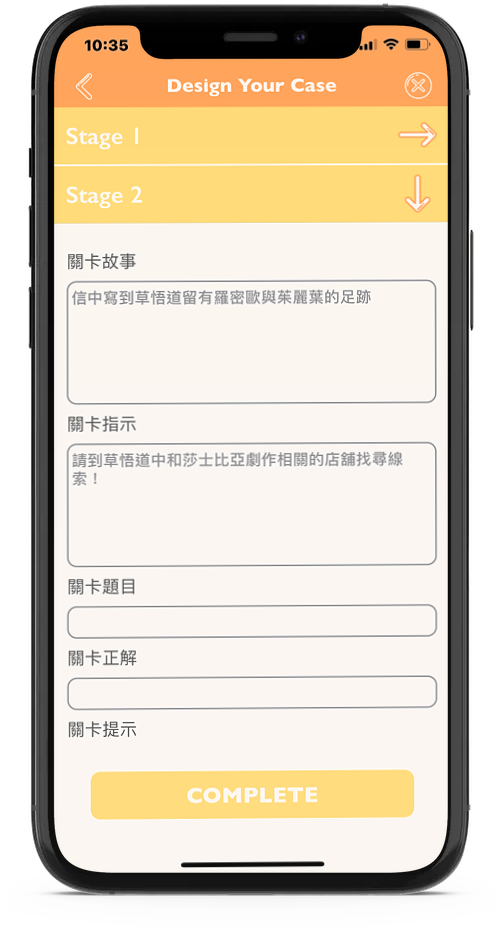 10:35
Design Your Case
Stage 1
Stage 2
關卡故事
信中寫到草悟道留有羅密歐與茱麗葉的足跡
關卡指示
請到草悟道中和莎士比亞劇作相關的店舖找尋線
索！
關卡題目
關卡正解
關卡提示
COMPLETE